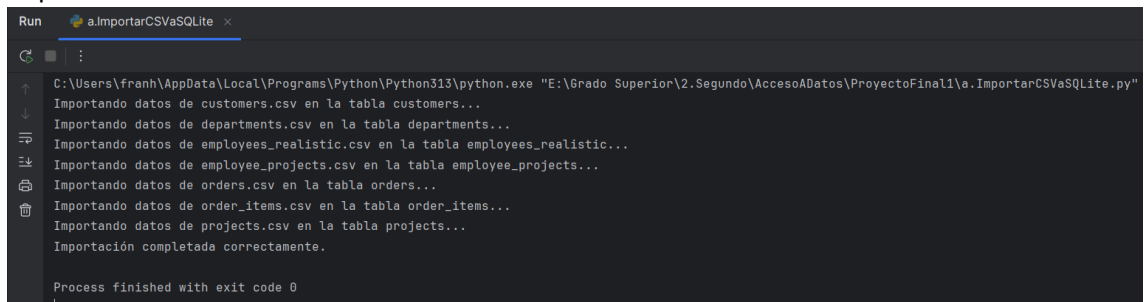 Run a.ImportarCSVaSQLite ×
C:\Users\franh\AppData\Local\Programs\Python\Python313\python.exe "E:\Grado Superior\2.Segundo\AccesoADatos\ProyectoFinal1\a.ImportarCSVaSQLite.py"
Importando datos de customers.csv en la tabla customers...
Importando datos de departments.csv en la tabla departments...
Importando datos de employees_realistic.csv en la tabla employees_realistic...
Importando datos de employee_projects.csv en la tabla employee_projects...
Importando datos de orders.csv en la tabla orders...
Importando datos de order_items.csv en la tabla order_items...
Importando datos de projects.csv en la tabla projects...
Importación completada correctamente.
Process finished with exit code 0